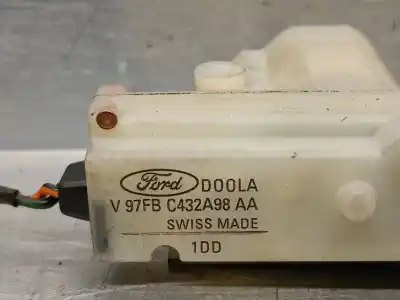 Ford DOOLA
V 97FB C432A98 AA
SWISS MADE
1DD